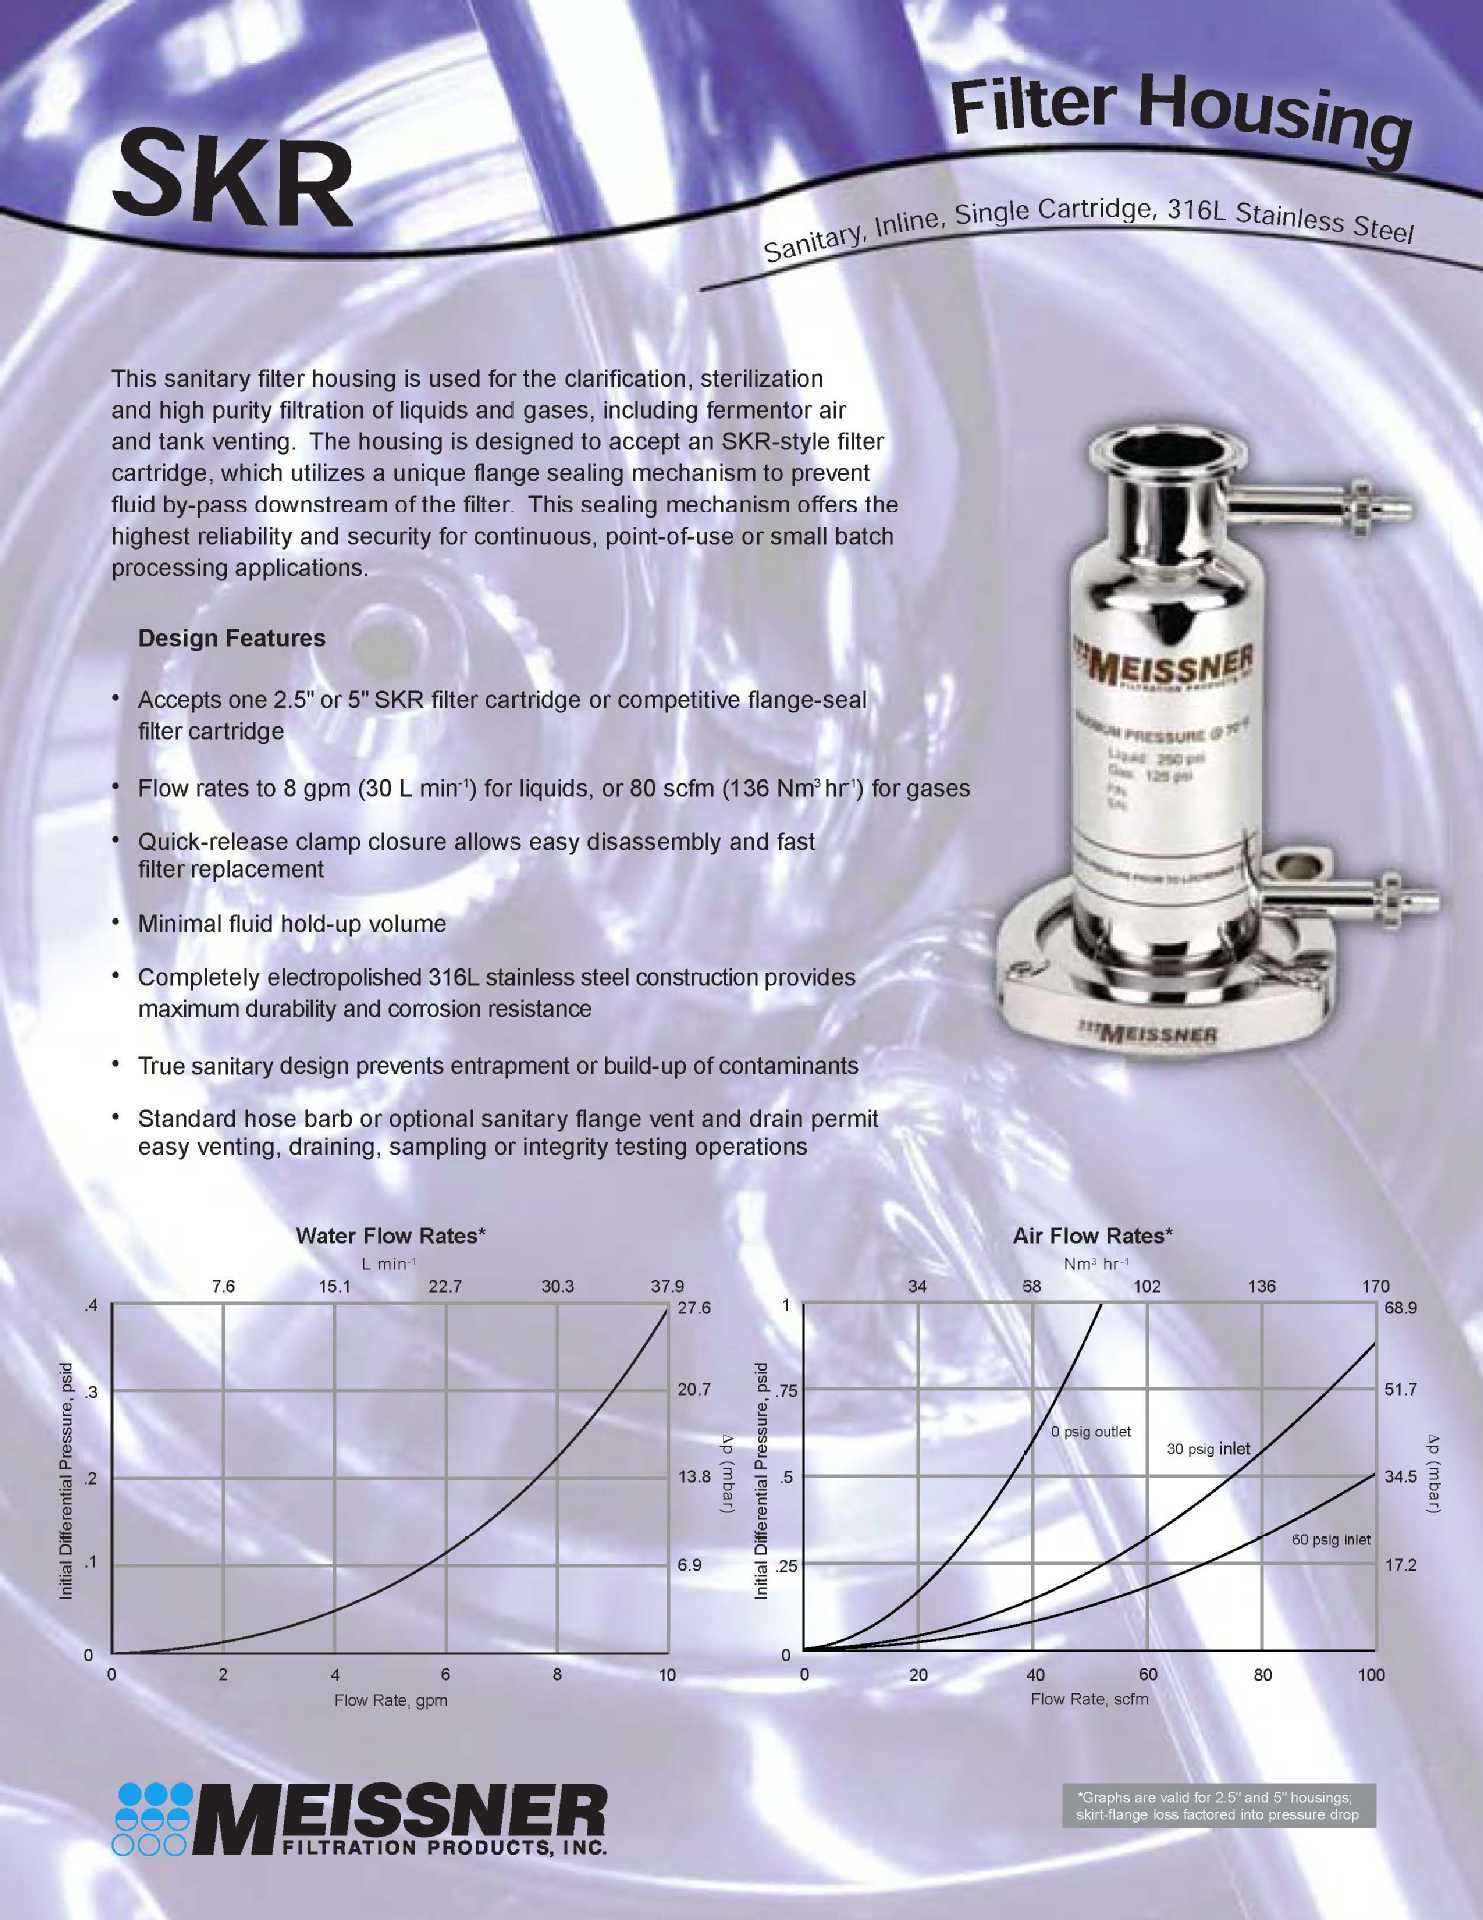 SKR
Filter Housing
Sanitary, Inline, Single Cartridge, 316L Stainless Steel
This sanitary filter housing is used for the clarification, sterilization
and high purity filtration of liquids and gases, including fermentor air
and tank venting. The housing is designed to accept an SKR-style filter
cartridge, which utilizes a unique flange sealing mechanism to prevent
fluid by-pass downstream of the filter. This sealing mechanism offers the
highest reliability and security for continuous, point-of-use or small batch
processing applications.
Design Features
• Accepts one 2.5" or 5" SKR filter cartridge or competitive flange-seal
filter cartridge
• Flow rates to 8 gpm (30 L min⁻¹) for liquids, or 80 scfm (136 Nm³ hr⁻¹) for gases
• Quick-release clamp closure allows easy disassembly and fast
filter replacement
• Minimal fluid hold-up volume
• Completely electropolished 316L stainless steel construction provides
maximum durability and corrosion resistance
• True sanitary design prevents entrapment or build-up of contaminants
• Standard hose barb or optional sanitary flange vent and drain permit
easy venting, draining, sampling or integrity testing operations
MEISSNER
FILTRATION PRODUCTS, INC.
MAXIMUM PRESSURE @ 70°F
Liquid 250 psi
Gas 125 psi
P/N
S/N
MEISSNER
Water Flow Rates*
L min⁻¹
7.6 15.1 22.7 30.3 37.9
.4 27.6
.3 20.7
.2 13.8
.1 6.9
0
Initial Differential Pressure, psid
Δp (mbar)
0 2 4 6 8 10
Flow Rate, gpm
Air Flow Rates*
Nm³ hr⁻¹
34 68 102 136 170
1 68.9
.75 51.7
.5 34.5
.25 17.2
0
Initial Differential Pressure, psid
Δp (mbar)
0 psig outlet
30 psig inlet
60 psig inlet
0 20 40 60 80 100
Flow Rate, scfm
MEISSNER
FILTRATION PRODUCTS, INC.
*Graphs are valid for 2.5" and 5" housings;
skirt-flange loss factored into pressure drop